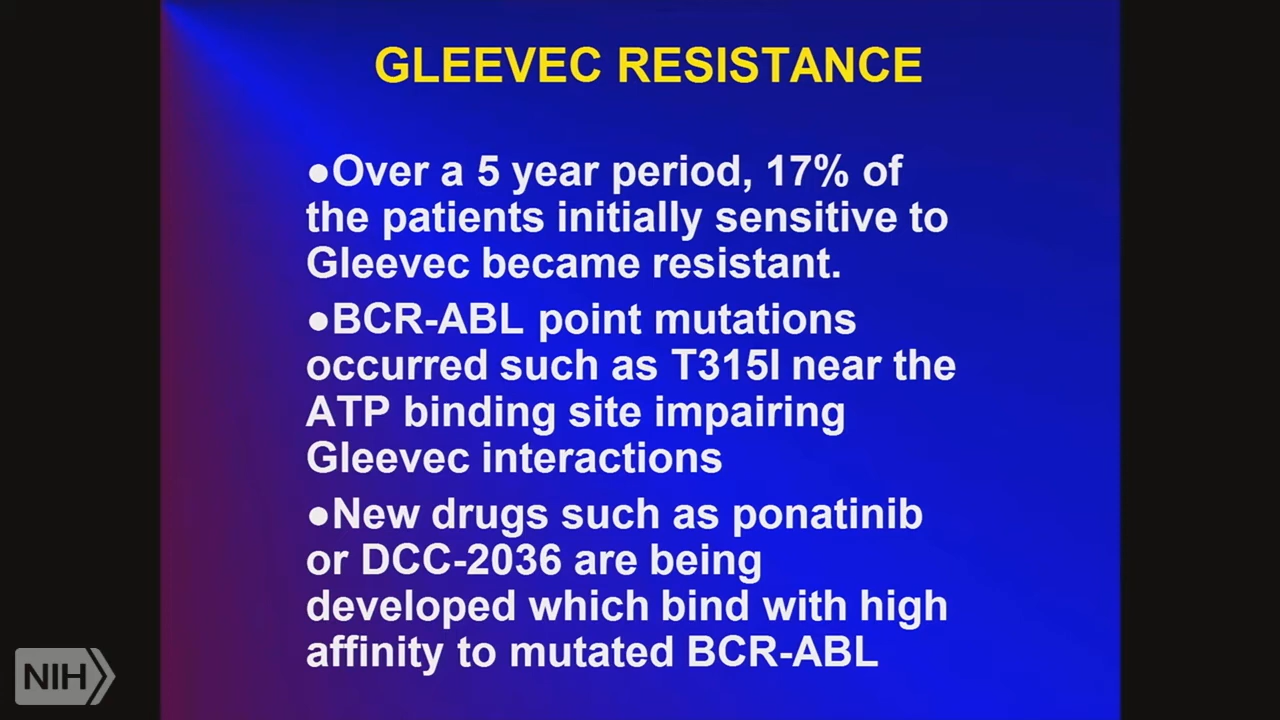 GLEEVEC RESISTANCE
●Over a 5 year period, 17% of
the patients initially sensitive to
Gleevec became resistant.
●BCR-ABL point mutations
occurred such as T315I near the
ATP binding site impairing
Gleevec interactions
●New drugs such as ponatinib
or DCC-2036 are being
developed which bind with high
affinity to mutated BCR-ABL
NIH